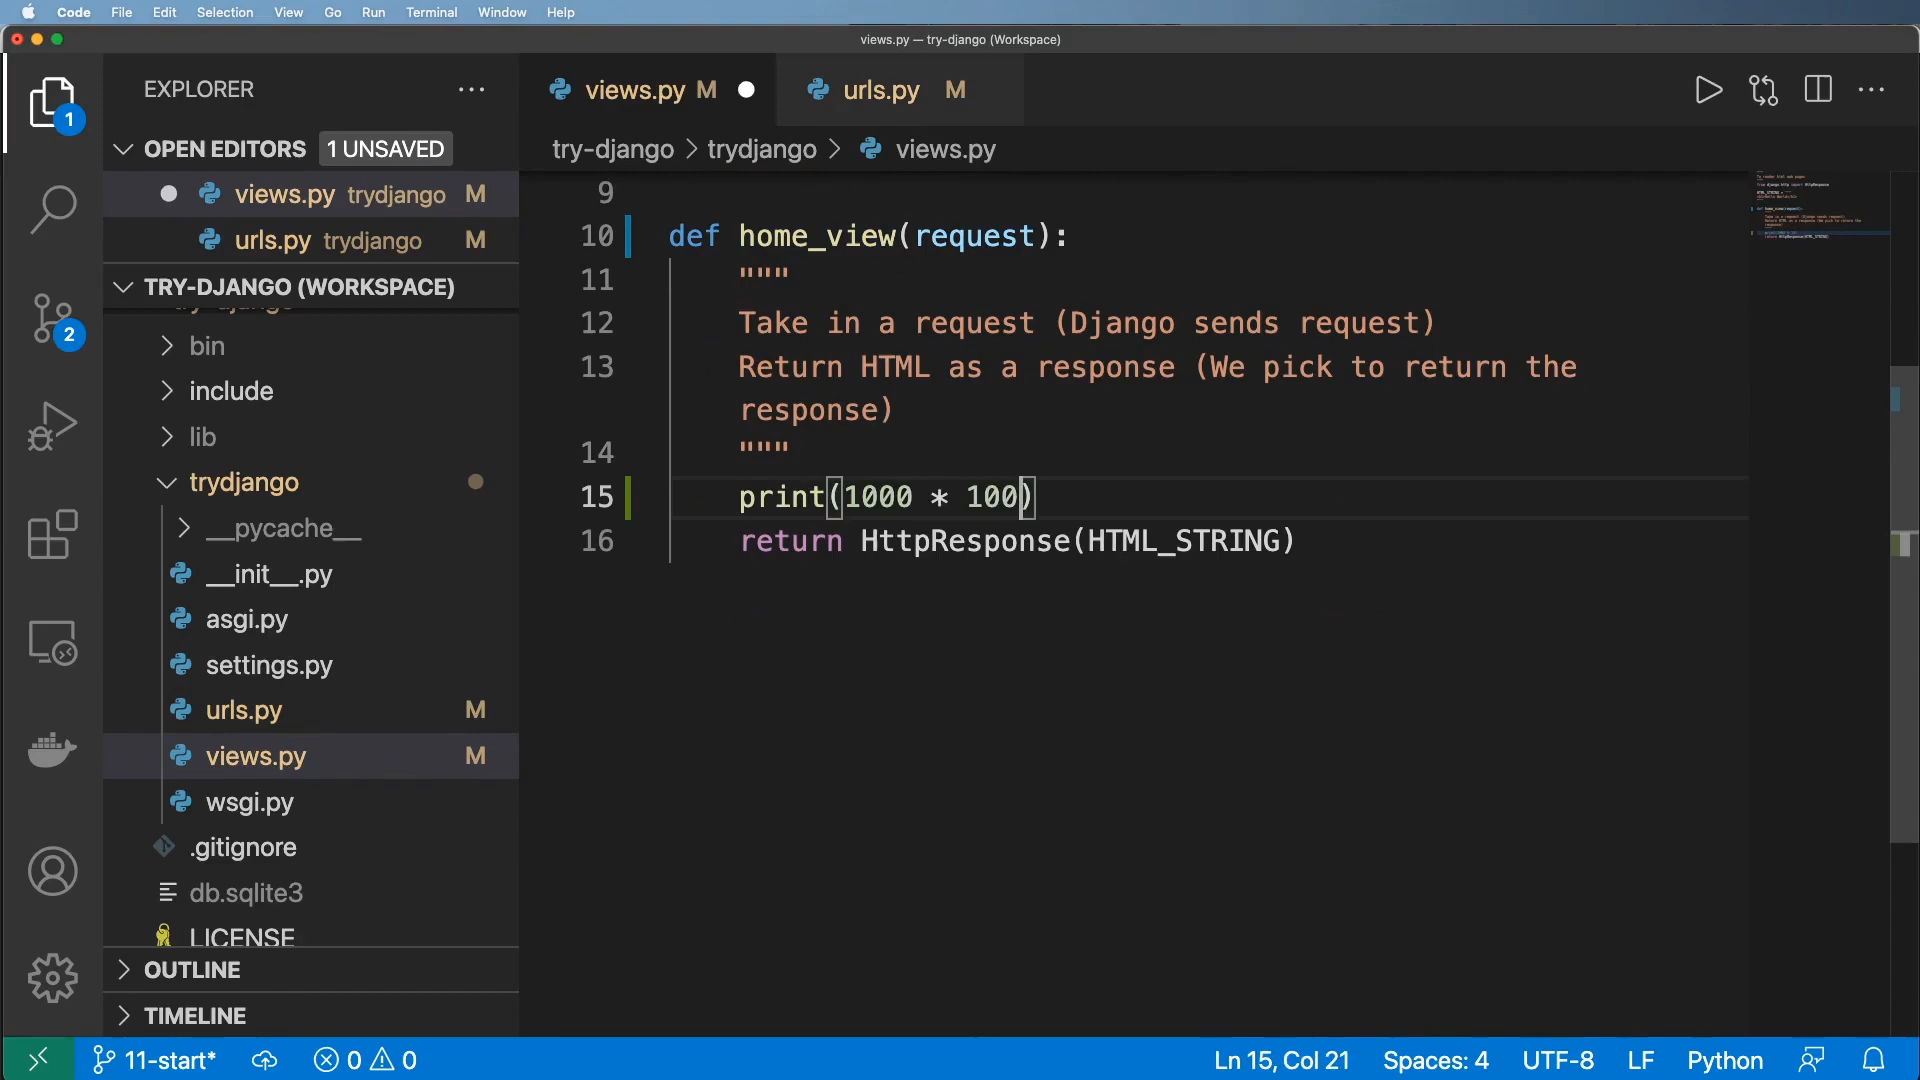 Code File Edit Selection View Go Run Terminal Window Help
views.py — try-django (Workspace)
EXPLORER ...
1
views.py M
urls.py M
...
OPEN EDITORS 1 UNSAVED
views.py trydjango M
urls.py trydjango M
try-django > trydjango > views.py
TRY-DJANGO (WORKSPACE)
bin
include
lib
trydjango
__pycache__
__init__.py
asgi.py
settings.py
urls.py M
views.py M
wsgi.py
.gitignore
db.sqlite3
LICENSE
OUTLINE
TIMELINE
2
9
10 def home_view(request):
11 """
12 Take in a request (Django sends request)
13 Return HTML as a response (We pick to return the
response)
14 """
15 print(1000 * 100)
16 return HttpResponse(HTML_STRING)
11-start* 0 0 Ln 15, Col 21 Spaces: 4 UTF-8 LF Python